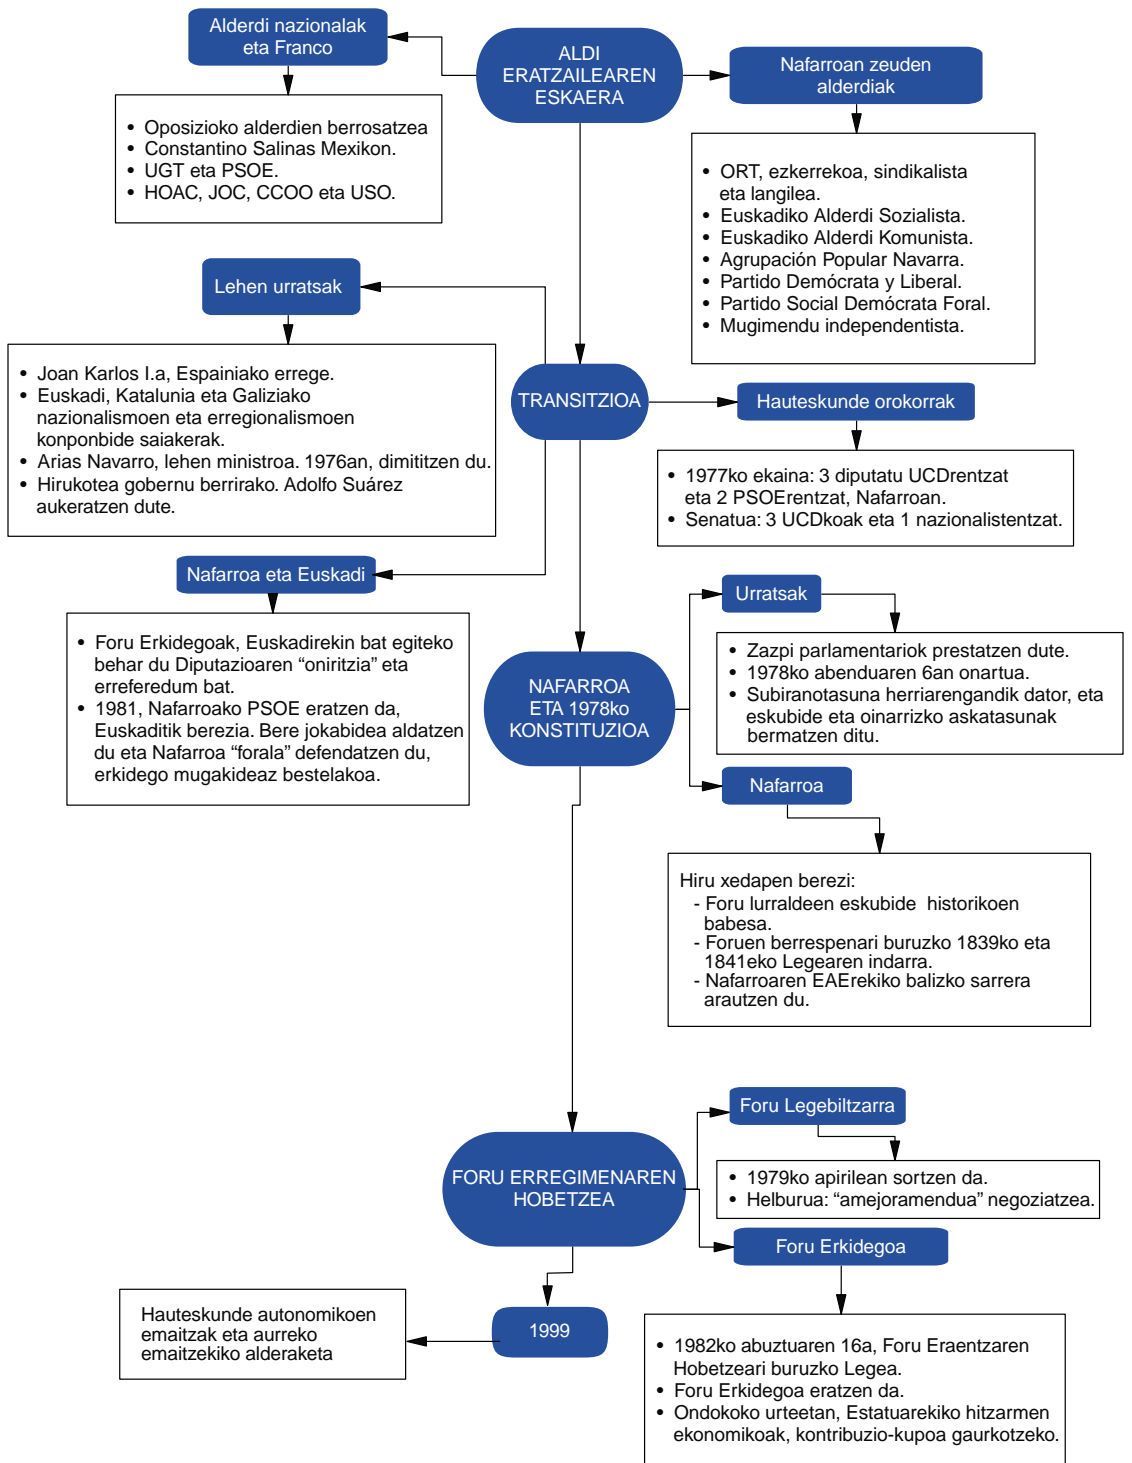 Alderdi nazionalak
eta Franco
ALDI
ERATZAILEAREN
ESKAERA
Nafarroan zeuden
alderdiak
• Oposizioko alderdien berrosatzea
• Constantino Salinas Mexikon.
• UGT eta PSOE.
• HOAC, JOC, CCOO eta USO.
• ORT, ezkerrekoa, sindikalista
eta langilea.
• Euskadiko Alderdi Sozialista.
• Euskadiko Alderdi Komunista.
• Agrupación Popular Navarra.
• Partido Demócrata y Liberal.
• Partido Social Demócrata Foral.
• Mugimendu independentista.
Lehen urratsak
• Joan Karlos I.a, Espainiako errege.
• Euskadi, Katalunia eta Galiziako
nazionalismoen eta erregionalismoen
konponbide saiakerak.
• Arias Navarro, lehen ministroa. 1976an, dimititzen du.
• Hirukotea gobernu berrirako. Adolfo Suárez
aukeratzen dute.
TRANSITZIOA
Hauteskunde orokorrak
• 1977ko ekaina: 3 diputatu UCDrentzat
eta 2 PSOErentzat, Nafarroan.
• Senatua: 3 UCDkoak eta 1 nazionalistentzat.
Nafarroa eta Euskadi
• Foru Erkidegoak, Euskadirekin bat egiteko
behar du Diputazioaren “oniritzia” eta
erreferedum bat.
• 1981, Nafarroako PSOE eratzen da,
Euskaditik berezia. Bere jokabidea aldatzen
du eta Nafarroa “forala” defendatzen du,
erkidego mugakideaz bestelakoa.
NAFARROA
ETA 1978ko
KONSTITUZIOA
Urratsak
• Zazpi parlamentariok prestatzen dute.
• 1978ko abenduaren 6an onartua.
• Subiranotasuna herriarengandik dator, eta
eskubide eta oinarrizko askatasunak
bermatzen ditu.
Nafarroa
Hiru xedapen berezi:
- Foru lurraldeen eskubide historikoen
babesa.
- Foruen berrespenari buruzko 1839ko eta
1841eko Legearen indarra.
- Nafarroaren EAErekiko balizko sarrera
arautzen du.
FORU ERREGIMENAREN
HOBETZEA
Foru Legebiltzarra
• 1979ko apirilean sortzen da.
• Helburua: “amejoramendua” negoziatzea.
Foru Erkidegoa
• 1982ko abuztuaren 16a, Foru Eraentzaren
Hobetzeari buruzko Legea.
• Foru Erkidegoa eratzen da.
• Ondokoko urteetan, Estatuarekiko hitzarmen
ekonomikoak, kontribuzio-kupoa gaurkotzeko.
1999
Hauteskunde autonomikoen
emaitzak eta aurreko
emaitzekiko alderaketa